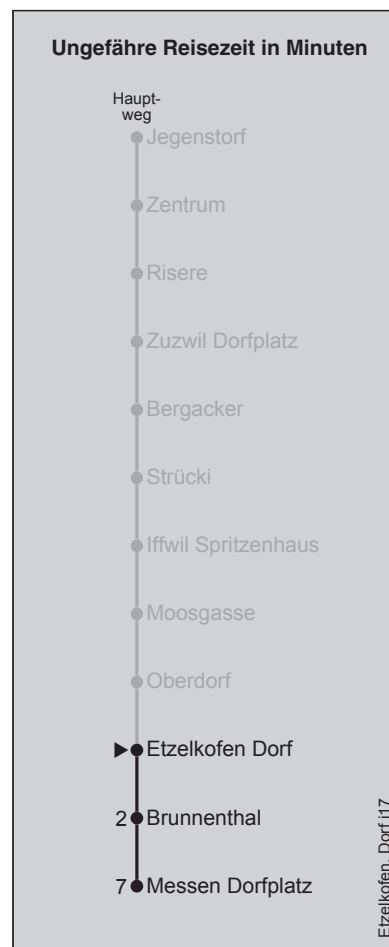 Ungefähre Reisezeit in Minuten
Haupt-
weg
Jegenstorf
Zentrum
Risere
Zuzwil Dorfplatz
Bergacker
Strücki
Iffwil Spritzenhaus
Moosgasse
Oberdorf
Etzelkofen Dorf
2 Brunnenthal
7 Messen Dorfplatz
Etzelkofen, Dorf j17